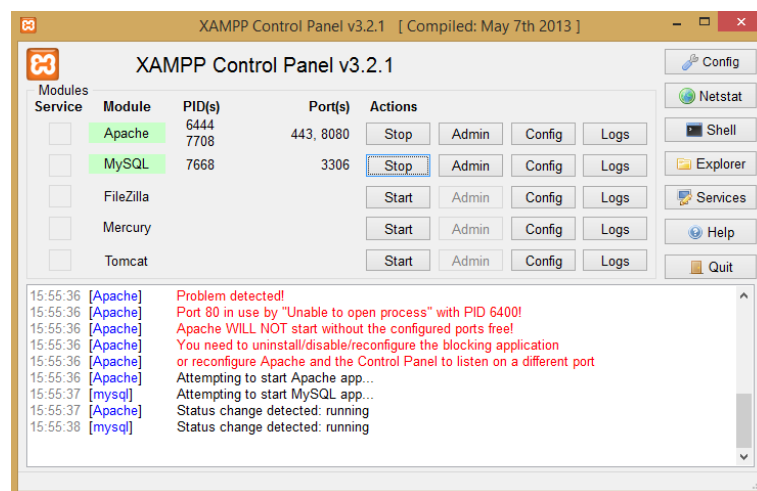 XAMPP Control Panel v3.2.1 [ Compiled: May 7th 2013 ]
XAMPP Control Panel v3.2.1
Config
Modules
Service Module PID(s) Port(s) Actions
Netstat
Apache 6444 7708 443, 8080 Stop Admin Config Logs
Shell
MySQL 7668 3306 Stop Admin Config Logs
Explorer
FileZilla Start Admin Config Logs
Services
Mercury Start Admin Config Logs
Help
Tomcat Start Admin Config Logs
Quit
15:55:36 [Apache] Problem detected!
15:55:36 [Apache] Port 80 in use by "Unable to open process" with PID 6400!
15:55:36 [Apache] Apache WILL NOT start without the configured ports free!
15:55:36 [Apache] You need to uninstall/disable/reconfigure the blocking application
15:55:36 [Apache] or reconfigure Apache and the Control Panel to listen on a different port
15:55:36 [Apache] Attempting to start Apache app...
15:55:37 [mysql] Attempting to start MySQL app...
15:55:37 [Apache] Status change detected: running
15:55:38 [mysql] Status change detected: running